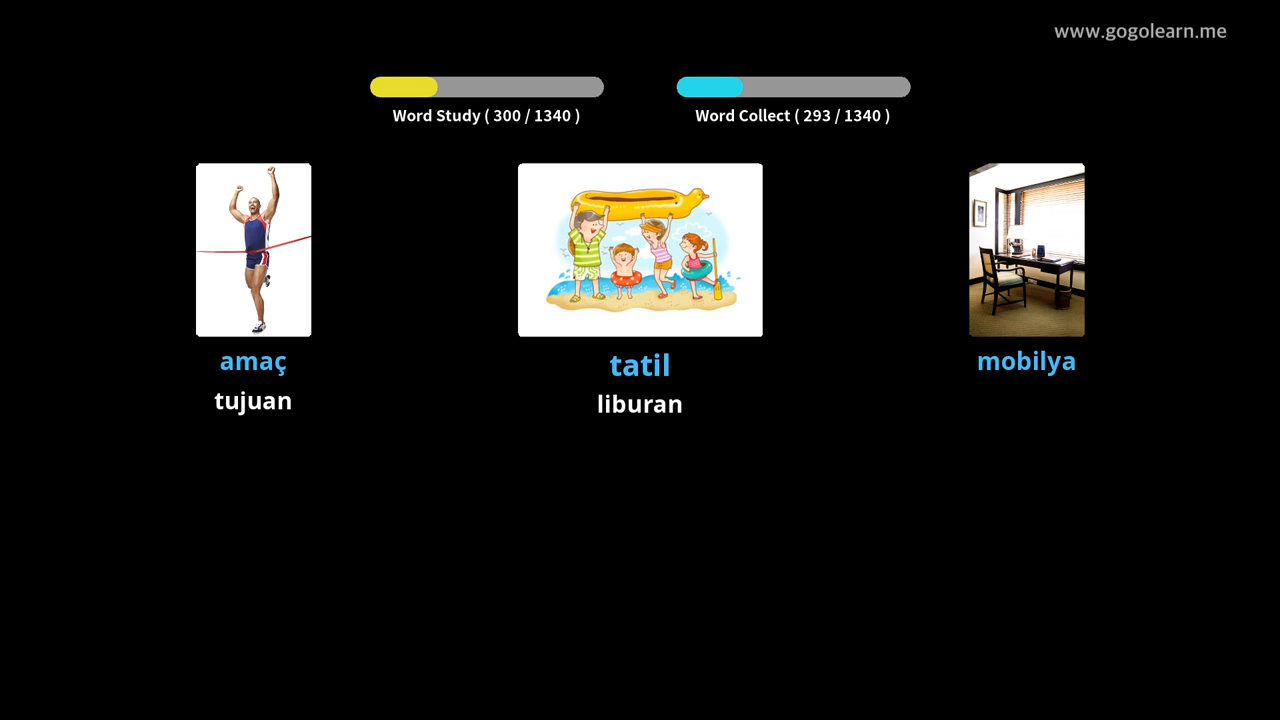 www.gogolearn.me
Word Study ( 300 / 1340 )
Word Collect ( 293 / 1340 )
amaç
tujuan
tatil
liburan
mobilya